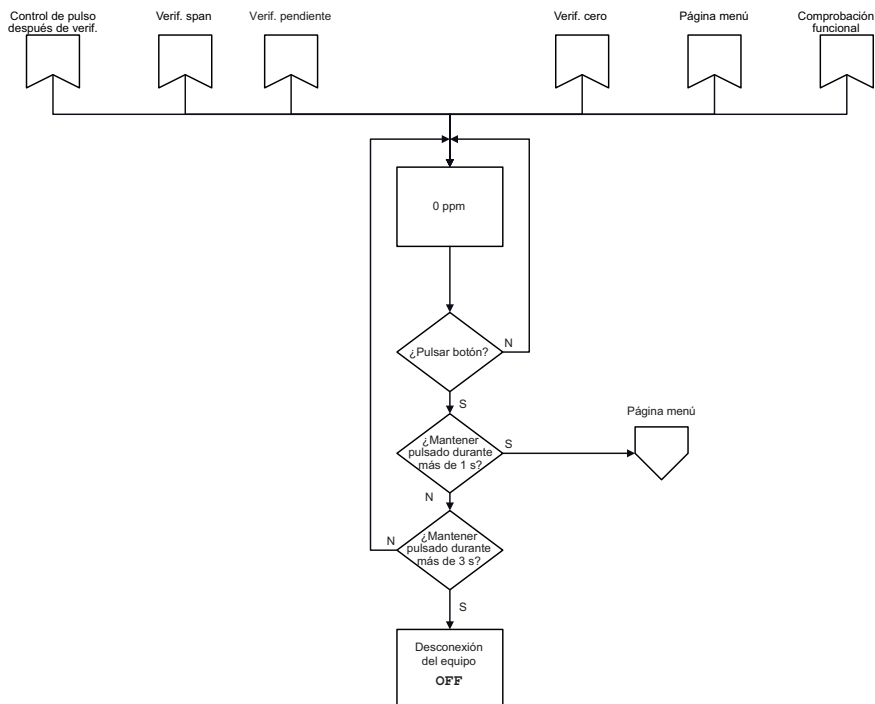 Control de pulso
después de verif.
Verif. span
Verif. pendiente
Verif. cero
Página menú
Comprobación
funcional
0 ppm
¿Pulsar botón?
N
S
¿Mantener
pulsado durante
más de 1 s?
S
Página menú
N
N
¿Mantener
pulsado durante
más de 3 s?
S
Desconexión
del equipo
OFF